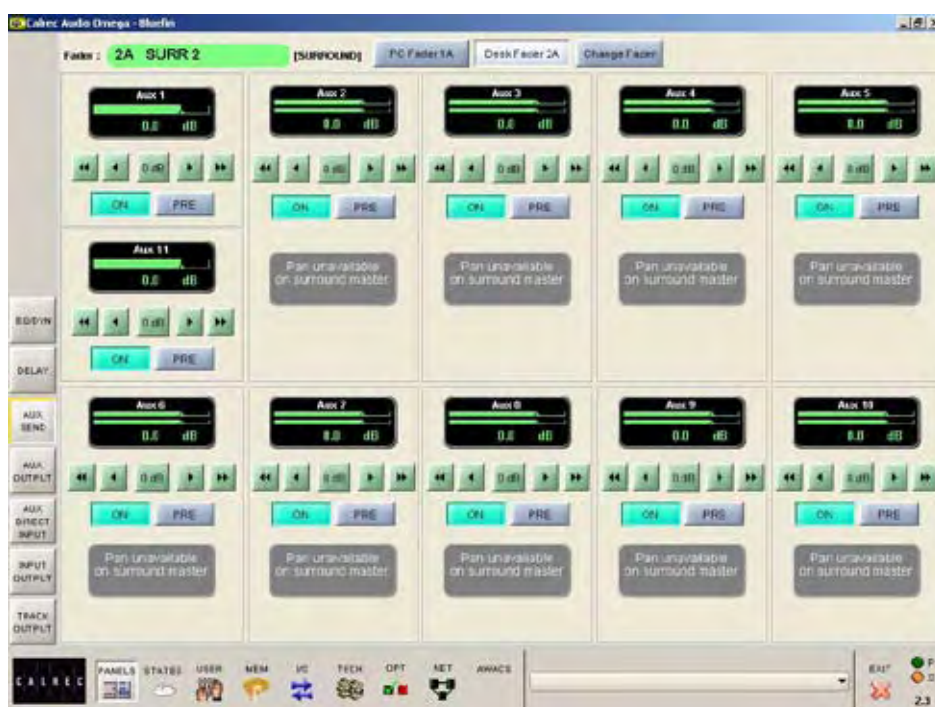 Calrec Audio Omega - Bluefin
Fader : 2A SURR 2 [SURROUND] PC Fader 1A Desk Fader 2A Change Fader
Aux 1 Aux 2 Aux 3 Aux 4 Aux 5
0.0 dB 0.0 dB 0.0 dB 0.0 dB 0.0 dB
0 dB 0 dB 0 dB 0 dB 0 dB
ON PRE ON PRE ON PRE ON PRE ON PRE
Aux 11
0.0 dB
Pan unavailable on surround master
Pan unavailable on surround master
Pan unavailable on surround master
Pan unavailable on surround master
0 dB
ON PRE
EQ/DYN
DELAY
AUX SEND
AUX OUTPUT
AUX DIRECT INPUT
INPUT OUTPUT
TRACK OUTPUT
Aux 6 Aux 7 Aux 8 Aux 9 Aux 10
0.0 dB 0.0 dB 0.0 dB 0.0 dB 0.0 dB
0 dB 0 dB 0 dB 0 dB 0 dB
ON PRE ON PRE ON PRE ON PRE ON PRE
Pan unavailable on surround master
Pan unavailable on surround master
Pan unavailable on surround master
Pan unavailable on surround master
Pan unavailable on surround master
CALREC PANELS STATES USER MEM I/O TECH OPT NET AWACS EXIT
2.3